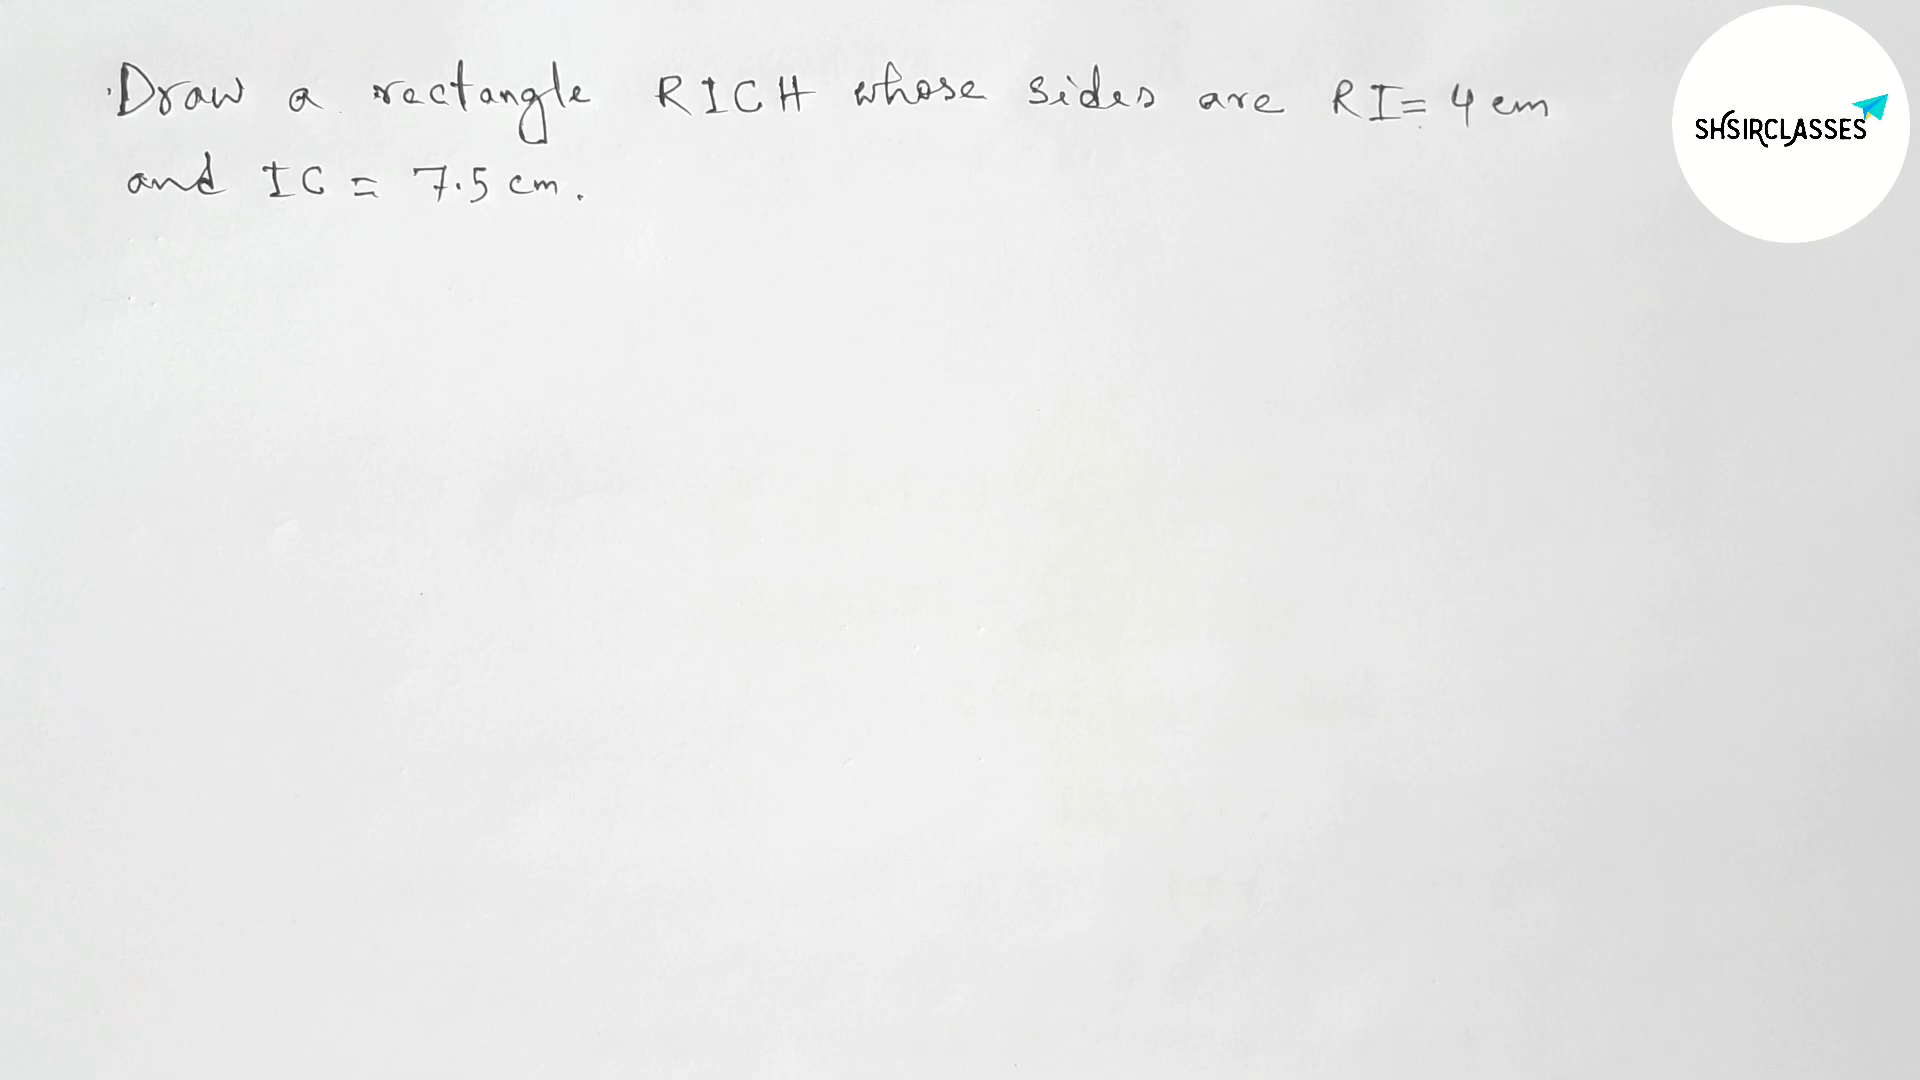 Draw a rectangle RICH whose sides are RI = 4 cm
and IC = 7.5 cm.
SHSIRCLASSES